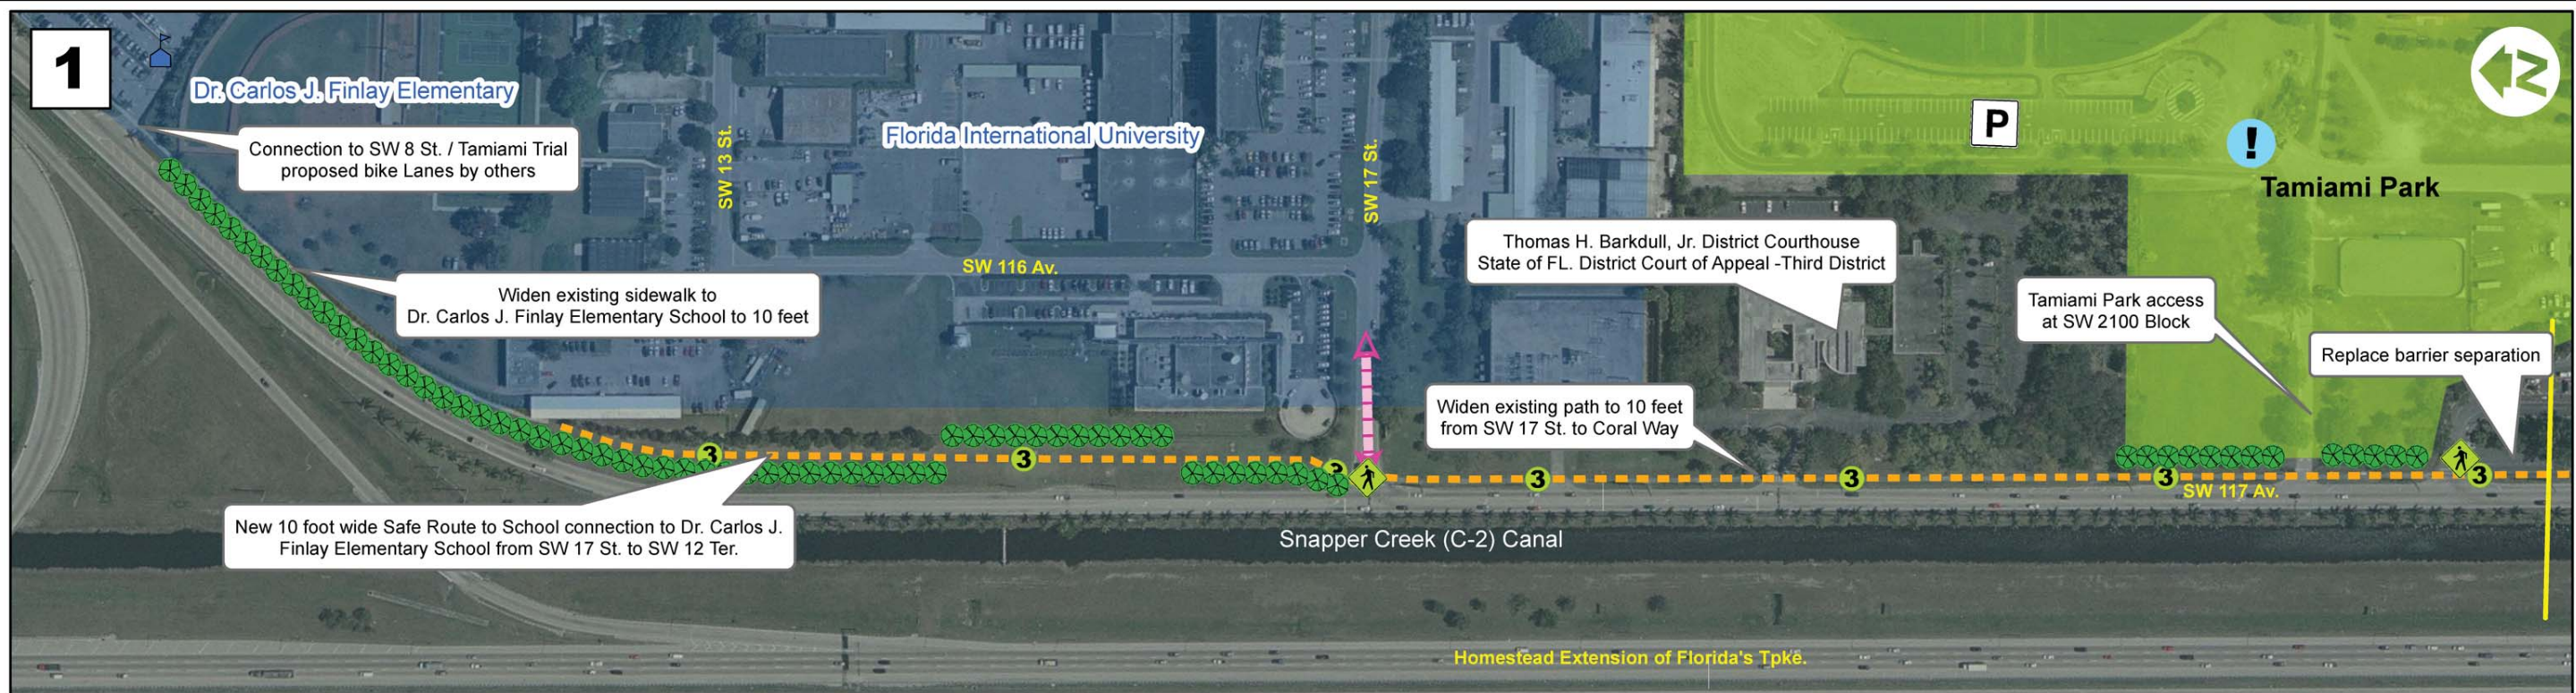 1
Dr. Carlos J. Finlay Elementary
Connection to SW 8 St. / Tamiami Trial
proposed bike Lanes by others
Widen existing sidewalk to
Dr. Carlos J. Finlay Elementary School to 10 feet
New 10 foot wide Safe Route to School connection to Dr. Carlos J.
Finlay Elementary School from SW 17 St. to SW 12 Ter.
SW 13 St.
Florida International University
SW 116 Av.
SW 17 St.
Thomas H. Barkdull, Jr. District Courthouse
State of FL. District Court of Appeal -Third District
Widen existing path to 10 feet
from SW 17 St. to Coral Way
P
!
Tamiami Park
N
Tamiami Park access
at SW 2100 Block
Replace barrier separation
3
3
3
3
3
3
3
SW 117 Av.
Snapper Creek (C-2) Canal
Homestead Extension of Florida's Tpke.